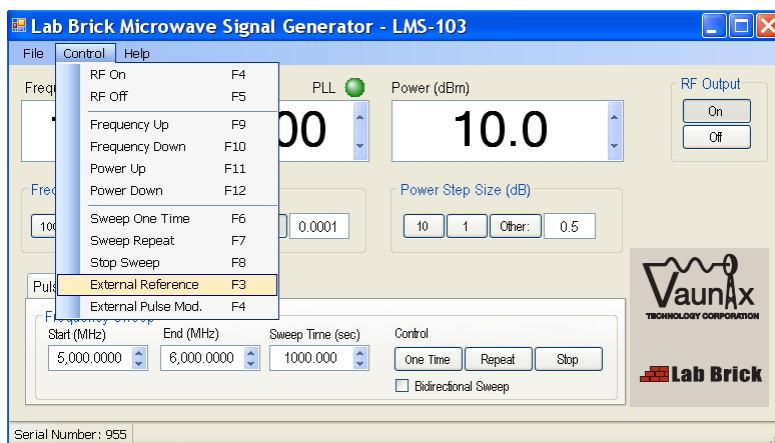 Lab Brick Microwave Signal Generator - LMS-103
File Control Help
RF On F4
RF Off F5
Frequency Up F9
Frequency Down F10
Power Up F11
Power Down F12
Sweep One Time F6
Sweep Repeat F7
Stop Sweep F8
External Reference F3
External Pulse Mod. F4
PLL
Power (dBm)
10.0
RF Output
On
Off
0.0001
Power Step Size (dB)
10 1 Other: 0.5
Frequency Sweep
Start (MHz) End (MHz) Sweep Time (sec) Control
5,000.0000 6,000.0000 1000.000 One Time Repeat Stop
Bidirectional Sweep
Vaunix
TECHNOLOGY CORPORATION
Lab Brick
Serial Number: 955